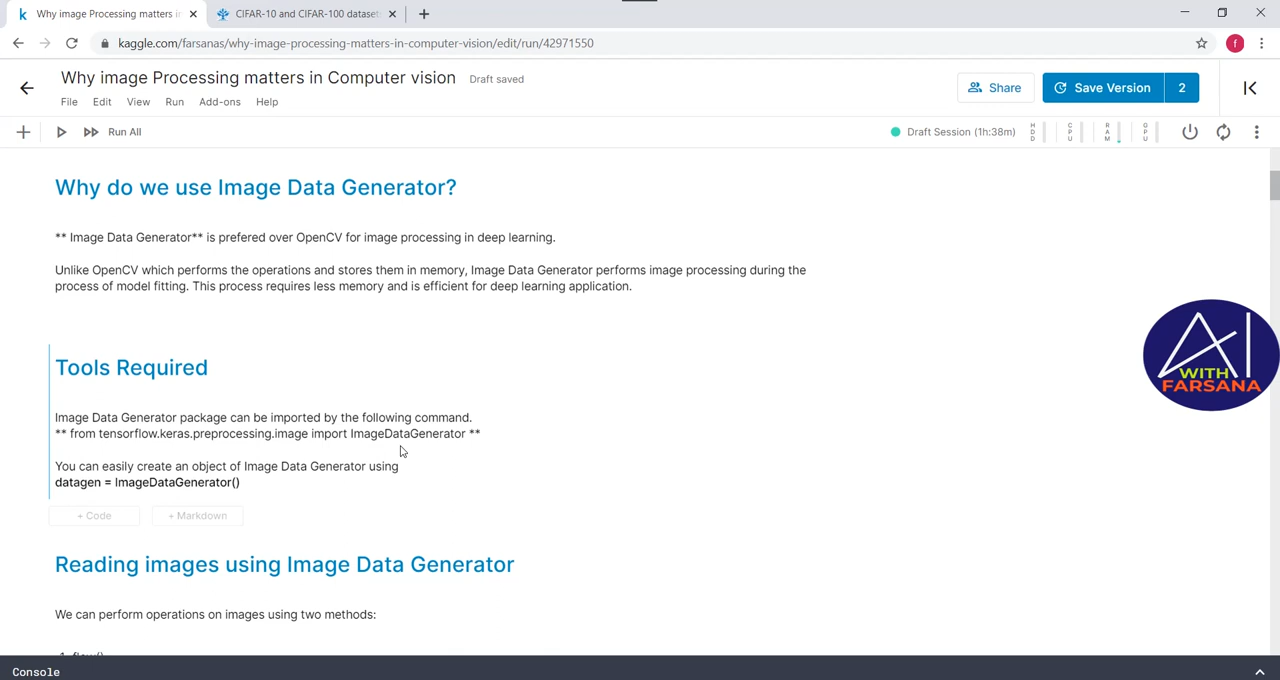 Why image Processing matters in
CIFAR-10 and CIFAR-100 dataset
kaggle.com/farsanas/why-image-processing-matters-in-computer-vision/edit/run/42971550
f
Why image Processing matters in Computer vision
Draft saved
Share
Save Version
2
File Edit View Run Add-ons Help
Run All
Draft Session (1h:38m)
HDD
CPU
RAM
GPU
Why do we use Image Data Generator?
** Image Data Generator** is prefered over OpenCV for image processing in deep learning.
Unlike OpenCV which performs the operations and stores them in memory, Image Data Generator performs image processing during the
process of model fitting. This process requires less memory and is efficient for deep learning application.
AI
WITH
FARSANA
Tools Required
Image Data Generator package can be imported by the following command.
** from tensorflow.keras.preprocessing.image import ImageDataGenerator **
You can easily create an object of Image Data Generator using
datagen = ImageDataGenerator()
+ Code
+ Markdown
Reading images using Image Data Generator
We can perform operations on images using two methods:
1. flow()
Console